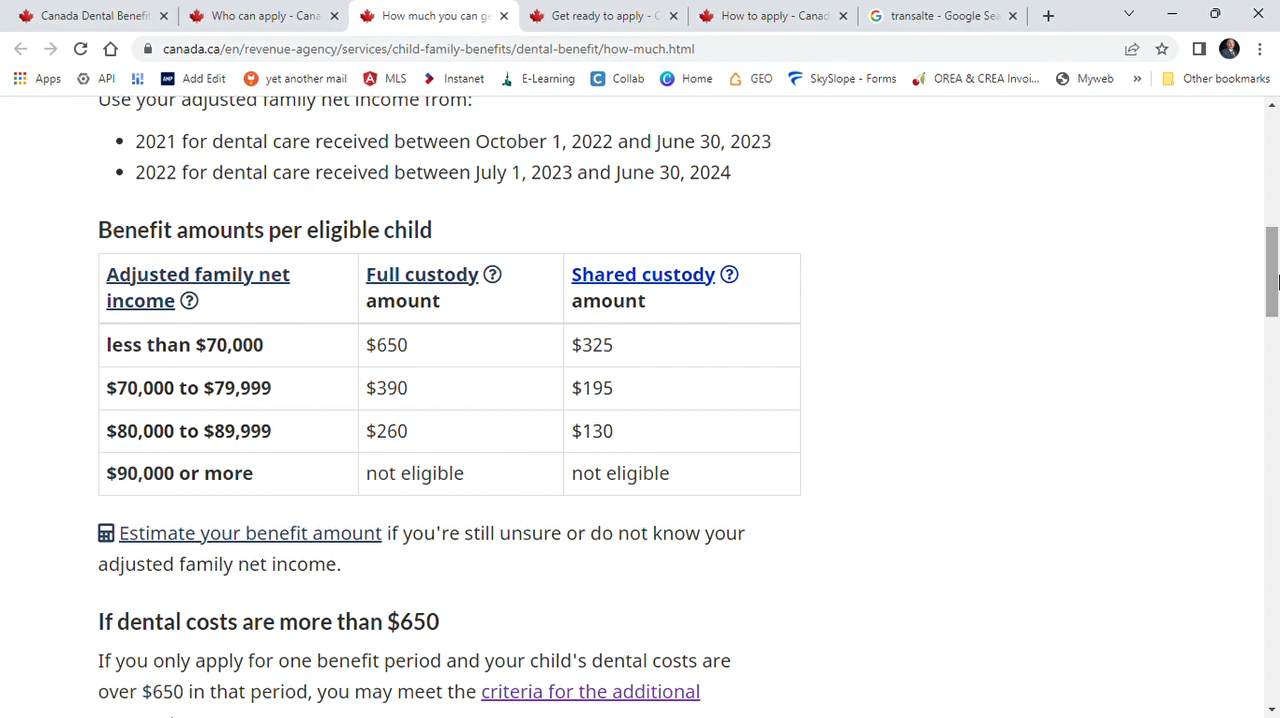 Canada Dental Benefit
Who can apply - Cana
How much you can ge
Get ready to apply - C
How to apply - Canad
transalte - Google Sea
canada.ca/en/revenue-agency/services/child-family-benefits/dental-benefit/how-much.html
Apps API Add Edit yet another mail MLS Instanet E-Learning Collab Home GEO SkySlope - Forms OREA & CREA Invoi... Myweb » Other bookmarks
Use your adjusted family net income from:
• 2021 for dental care received between October 1, 2022 and June 30, 2023
• 2022 for dental care received between July 1, 2023 and June 30, 2024
Benefit amounts per eligible child
Adjusted family net income Full custody amount Shared custody amount
less than $70,000 $650 $325
$70,000 to $79,999 $390 $195
$80,000 to $89,999 $260 $130
$90,000 or more not eligible not eligible
Estimate your benefit amount if you're still unsure or do not know your
adjusted family net income.
If dental costs are more than $650
If you only apply for one benefit period and your child's dental costs are
over $650 in that period, you may meet the criteria for the additional